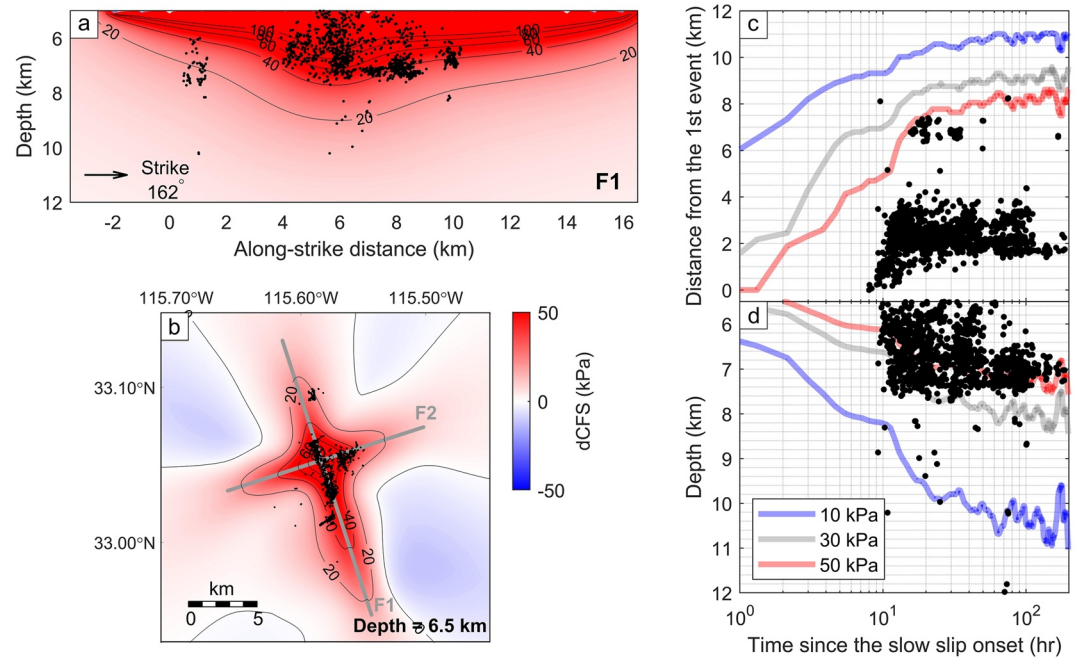 a
20
100
80
60
40
100
80
60
40
20
40
20
6
8
10
12
Depth (km)
Strike
162°
F1
-2 0 2 4 6 8 10 12 14 16
Along-strike distance (km)
115.70°W 115.60°W 115.50°W
b
33.10°N
33.00°N
20
60
40
40
20
20
F2
F1
km
0 5
Depth = 6.5 km
50
0
-50
dCFS (kPa)
c
12
10
8
6
4
2
0
Distance from the 1st event (km)
d
6
7
8
9
10
11
12
Depth (km)
10 kPa
30 kPa
50 kPa
10^0 10^1 10^2
Time since the slow slip onset (hr)